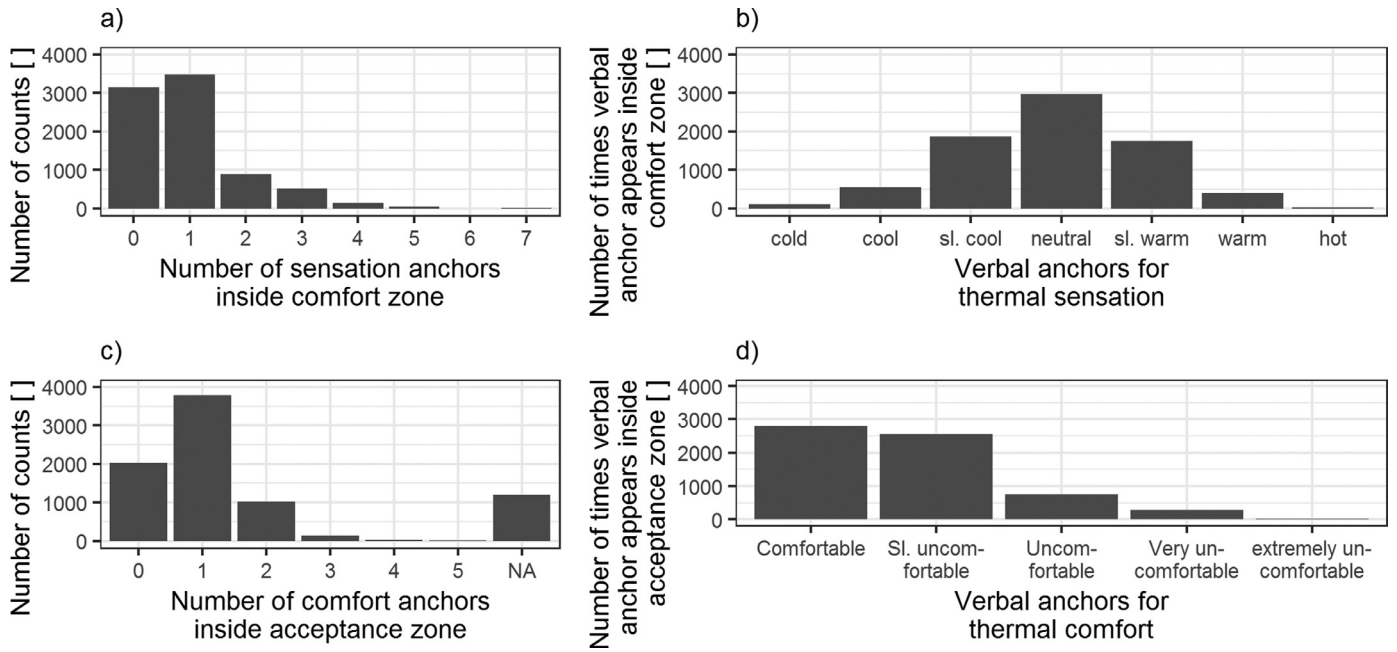 a)
Number of counts [ ]
4000
3000
2000
1000
0
0 1 2 3 4 5 6 7
Number of sensation anchors
inside comfort zone
b)
Number of times verbal
anchor appears inside
comfort zone [ ]
4000
3000
2000
1000
0
cold cool sl. cool neutral sl. warm warm hot
Verbal anchors for
thermal sensation
c)
Number of counts [ ]
4000
3000
2000
1000
0
0 1 2 3 4 5 NA
Number of comfort anchors
inside acceptance zone
d)
Number of times verbal
anchor appears inside
acceptance zone [ ]
4000
3000
2000
1000
0
Comfortable Sl. uncom- Uncom- Very un- extremely un-
fortable fortable comfortable comfortable
Verbal anchors for
thermal comfort